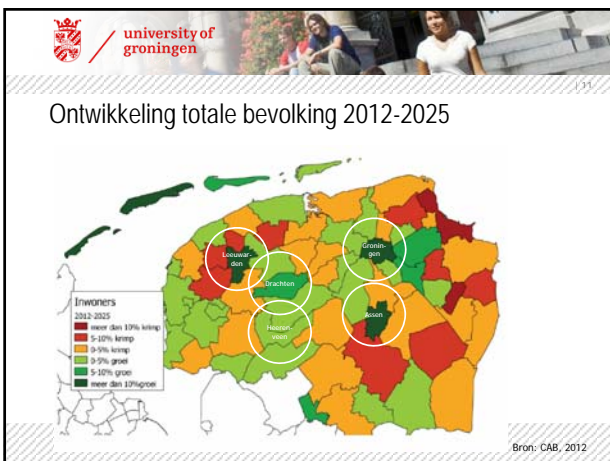 university of
groningen
| 11
Ontwikkeling totale bevolking 2012-2025
Leeuwar-
den
Drachten
Heeren-
veen
Gronin-
gen
Assen
Inwoners
2012-2025
meer dan 10% krimp
5-10% krimp
0-5% krimp
0-5% groei
5-10% groei
meer dan 10%groei
Bron: CAB, 2012